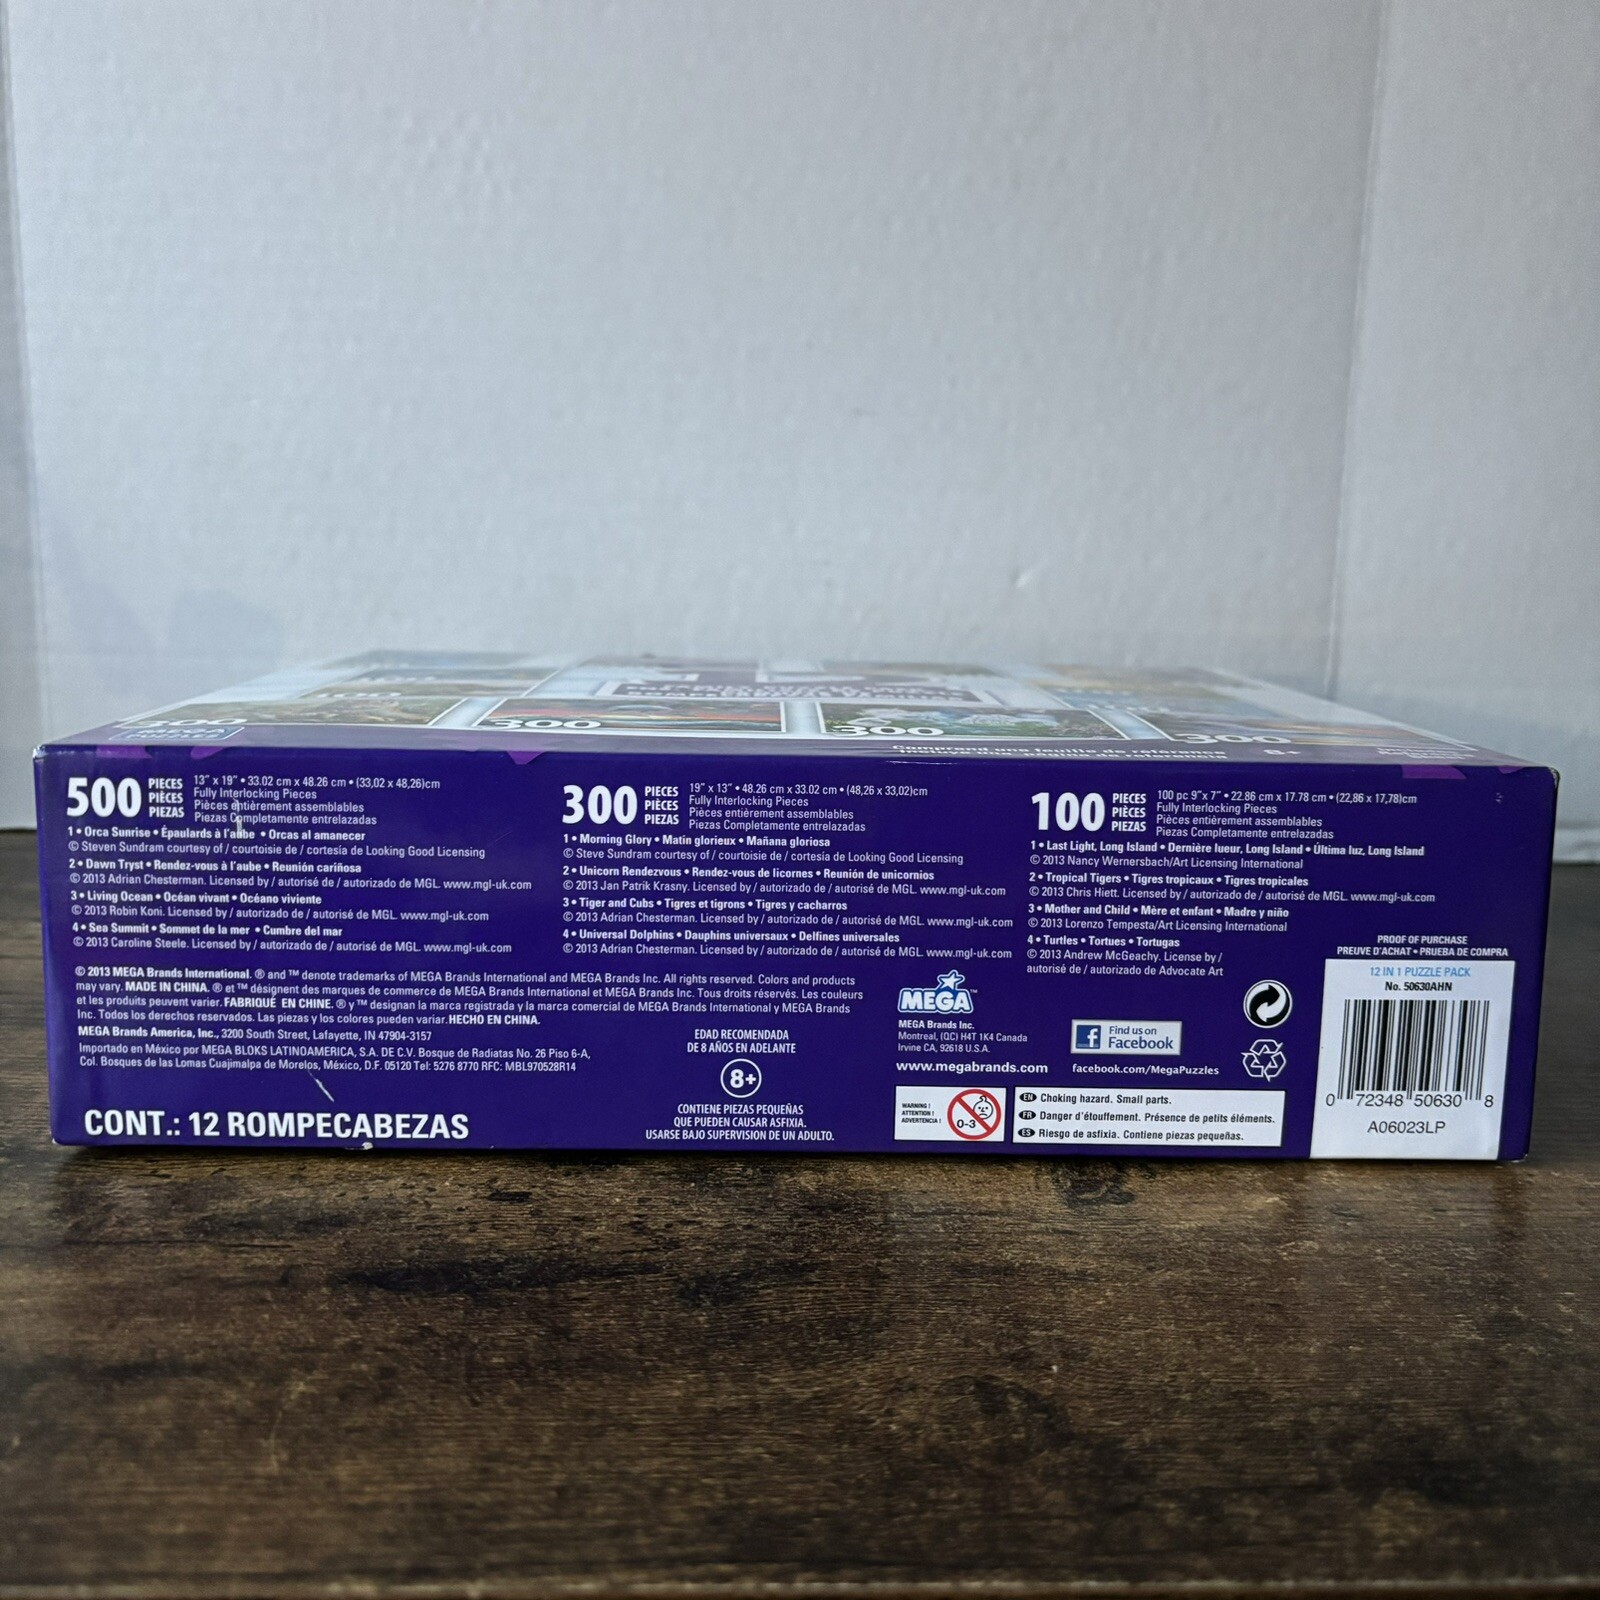 300
300
300
300
Comprend une feuille de référence
8+
500
PIECES
PIÈCES
PIEZAS
13" x 19" • 33.02 cm x 48.26 cm • (33,02 x 48,26)cm
Fully Interlocking Pieces
Pièces entièrement assemblables
Piezas Completamente entrelazadas
1 • Orca Sunrise • Épaulards à l'aube • Orcas al amanecer
© Steven Sundram courtesy of / courtoisie de / cortesia de Looking Good Licensing
2 • Dawn Tryst • Rendez-vous à l'aube • Reunión cariñosa
© 2013 Adrian Chesterman. Licensed by / autorisé de / autorizado de MGL. www.mgl-uk.com
3 • Living Ocean • Océan vivant • Océano viviente
© 2013 Robin Koni. Licensed by / autorizado de / autorisé de MGL. www.mgl-uk.com
4 • Sea Summit • Sommet de la mer • Cumbre del mar
© 2013 Caroline Steele. Licensed by / autorizado de / autorisé de MGL. www.mgl-uk.com
300
PIECES
PIÈCES
PIEZAS
19" x 13" • 48.26 cm x 33.02 cm • (48,26 x 33,02)cm
Fully Interlocking Pieces
Pièces entièrement assemblables
Piezas Completamente entrelazadas
1 • Morning Glory • Matin glorieux • Mañana gloriosa
© Steve Sundram courtesy of / courtoisie de / cortesia de Looking Good Licensing
2 • Unicorn Rendezvous • Rendez-vous de licornes • Reunión de unicornios
© 2013 Jan Patrik Krasny. Licensed by / autorizado de / autorisé de MGL. www.mgl-uk.com
3 • Tiger and Cubs • Tigres et tigrons • Tigres y cacharros
© 2013 Adrian Chesterman. Licensed by / autorizado de / autorisé de MGL. www.mgl-uk.com
4 • Universal Dolphins • Dauphins universaux • Delfines universales
© 2013 Adrian Chesterman. Licensed by / autorizado de / autorisé de MGL. www.mgl-uk.com
100
PIECES
PIÈCES
PIEZAS
100 pc 9"x 7" • 22.86 cm x 17.78 cm • (22,86 x 17,78)cm
Fully Interlocking Pieces
Pièces entièrement assemblables
Piezas Completamente entrelazadas
1 • Last Light, Long Island • Dernière lueur, Long Island • Última luz, Long Island
© 2013 Nancy Wernersbach/Art Licensing International
2 • Tropical Tigers • Tigres tropicaux • Tigres tropicales
© 2013 Chris Hiett. Licensed by / autorizado de / autorisé de MGL. www.mgl-uk.com
3 • Mother and Child • Mère et enfant • Madre y niño
© 2013 Lorenzo Tempesta/Art Licensing International
4 • Turtles • Tortues • Tortugas
© 2013 Andrew McGeachy. License by /
autorisé de / autorizado de Advocate Art
© 2013 MEGA Brands International. ® and ™ denote trademarks of MEGA Brands International and MEGA Brands Inc. All rights reserved. Colors and products
may vary. MADE IN CHINA. ® et ™ désignent des marques de commerce de MEGA Brands International et MEGA Brands Inc. Tous droits réservés. Les couleurs
et les produits peuvent varier. FABRIQUÉ EN CHINE. ® y ™ designan la marca registrada y la marca comercial de MEGA Brands International y MEGA Brands
Inc. Todos los derechos reservados. Las piezas y los colores pueden variar. HECHO EN CHINA.
MEGA Brands America, Inc., 3200 South Street, Lafayette, IN 47904-3157
Importado en México por MEGA BLOKS LATINOAMERICA, S.A. DE C.V. Bosque de Radiatas No. 26 Piso 6-A,
Col. Bosques de las Lomas Cuajimalpa de Morelos, México, D.F. 05120 Tel: 5276 8770 RFC: MBL970528R14
CONT.: 12 ROMPECABEZAS
EDAD RECOMENDADA
DE 8 AÑOS EN ADELANTE
8+
CONTIENE PIEZAS PEQUEÑAS
QUE PUEDEN CAUSAR ASFIXIA.
USARSE BAJO SUPERVISION DE UN ADULTO.
MEGA™
MEGA Brands Inc.
Montreal, (QC) H4T 1K4 Canada
Irvine CA, 92618 U.S.A.
www.megabrands.com
f Find us on
Facebook
facebook.com/MegaPuzzles
WARNING !
ATTENTION !
ADVERTENCIA !
0-3
EN Choking hazard. Small parts.
FR Danger d'étouffement. Présence de petits éléments.
ES Riesgo de asfixia. Contiene piezas pequeñas.
PROOF OF PURCHASE
PREUVE D'ACHAT • PRUEBA DE COMPRA
12 IN 1 PUZZLE PACK
No. 50630AHN
0 72348 50630 8
A06023LP